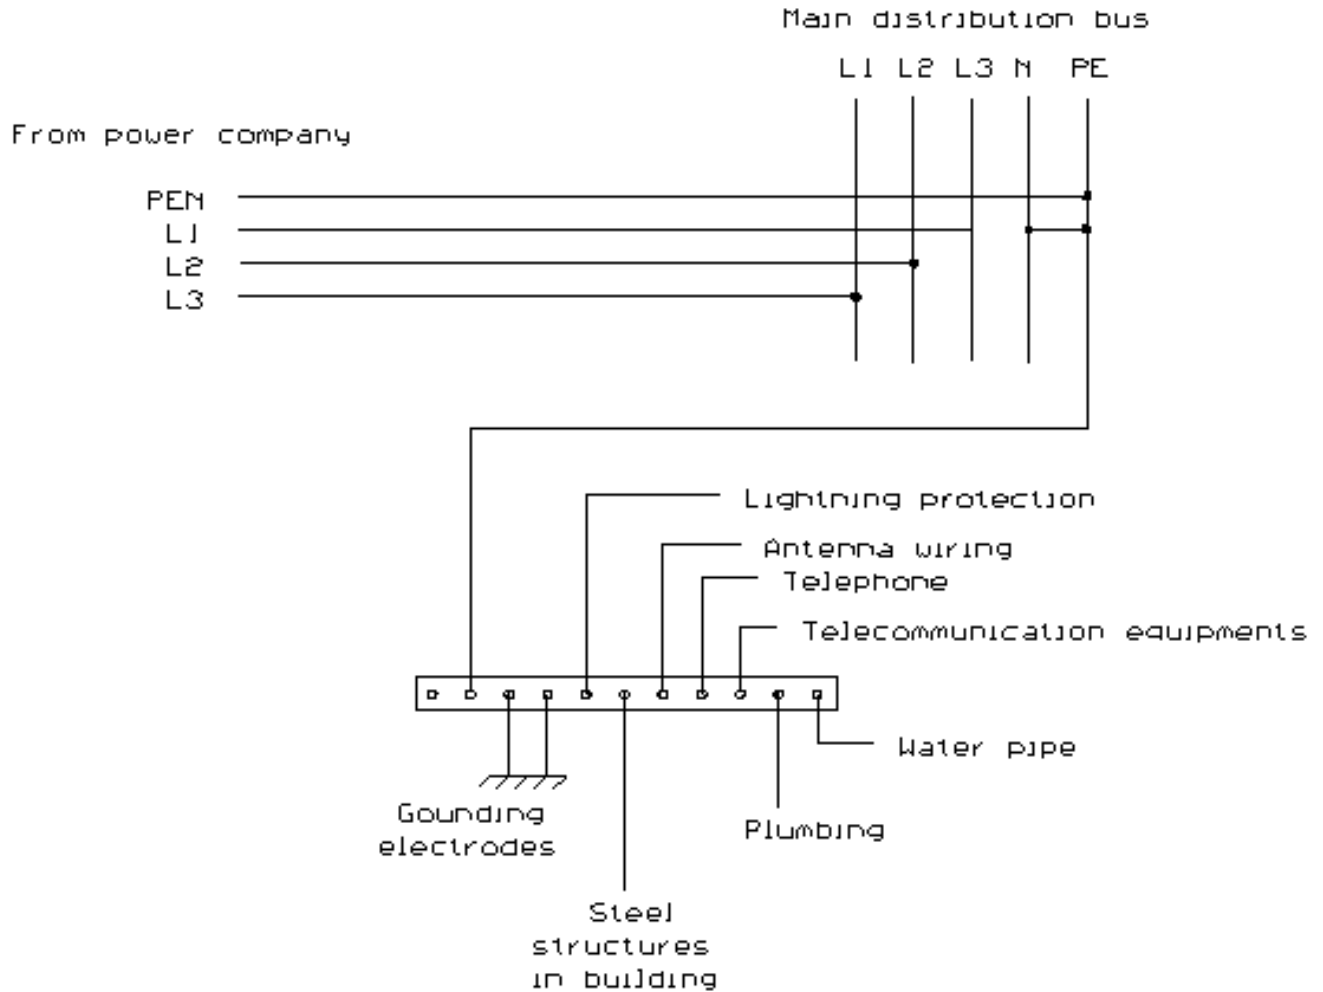 Main distribution bus
L1 L2 L3 N PE
From power company
PEN
L1
L2
L3
Lightning protection
Antenna wiring
Telephone
Telecommunication equipments
Water pipe
Gounding
electrodes
Plumbing
Steel
structures
in building